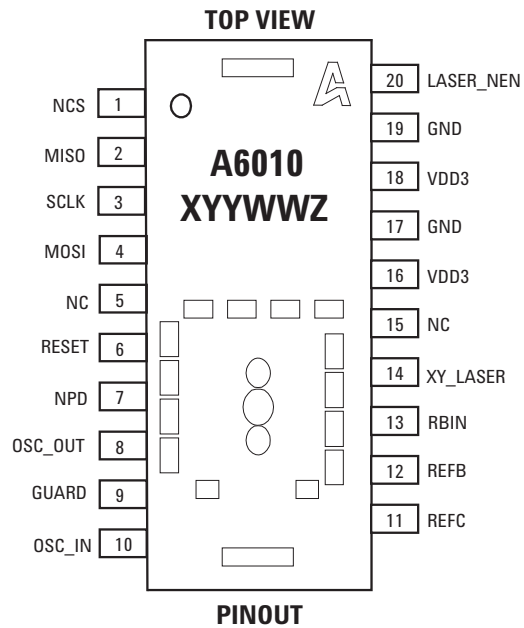 TOP VIEW
A
A6010
XYYWWZ
NCS 1
MISO 2
SCLK 3
MOSI 4
NC 5
RESET 6
NPD 7
OSC_OUT 8
GUARD 9
OSC_IN 10
20 LASER_NEN
19 GND
18 VDD3
17 GND
16 VDD3
15 NC
14 XY_LASER
13 RBIN
12 REFB
11 REFC
PINOUT